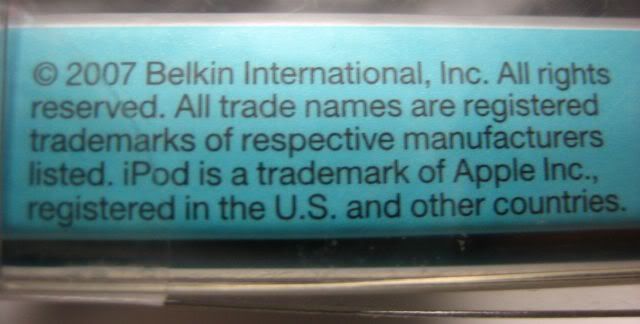 © 2007 Belkin International, Inc. All rights
reserved. All trade names are registered
trademarks of respective manufacturers
listed. iPod is a trademark of Apple Inc.,
registered in the U.S. and other countries.